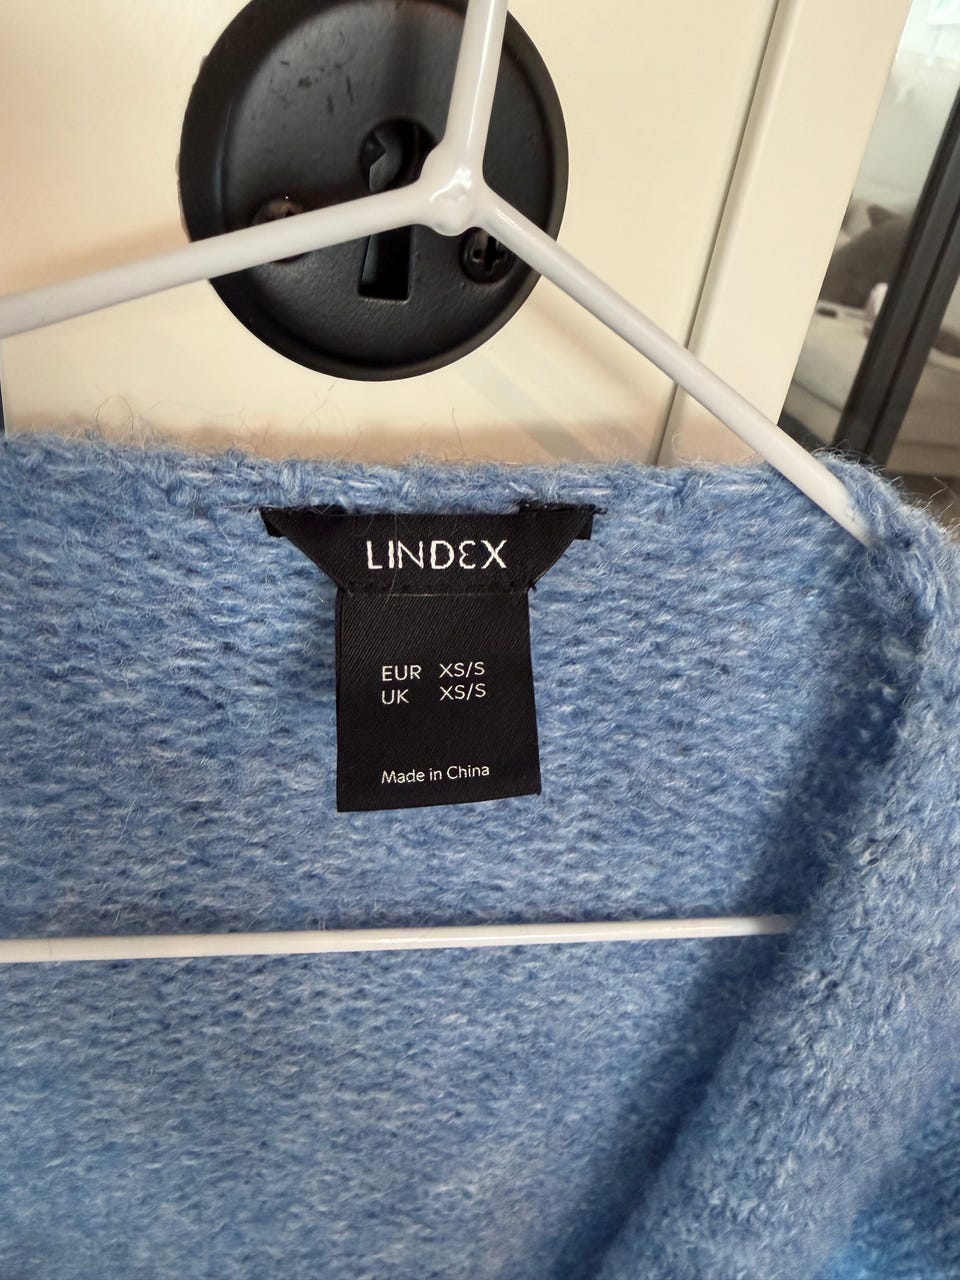 LINDEX
EUR XS/S
UK XS/S
Made in China